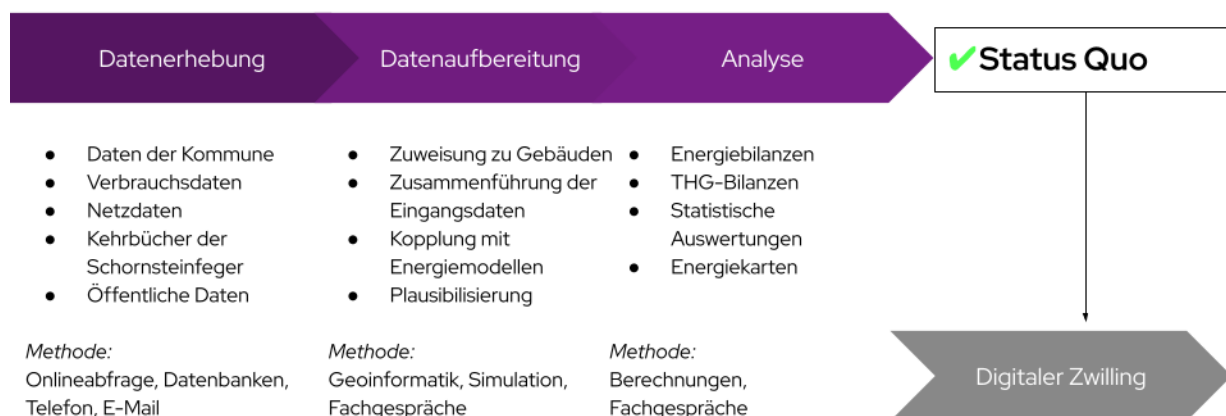 Datenerhebung
Datenaufbereitung
Analyse
✔Status Quo
● Daten der Kommune
● Verbrauchsdaten
● Netzdaten
● Kehrbücher der
Schornsteinfeger
● Öffentliche Daten
Methode:
Onlineabfrage, Datenbanken,
Telefon, E-Mail
● Zuweisung zu Gebäuden
● Zusammenführung der
Eingangsdaten
● Kopplung mit
Energiemodellen
● Plausibilisierung
Methode:
Geoinformatik, Simulation,
Fachgespräche
● Energiebilanzen
● THG-Bilanzen
● Statistische
Auswertungen
● Energiekarten
Methode:
Berechnungen,
Fachgespräche
Digitaler Zwilling